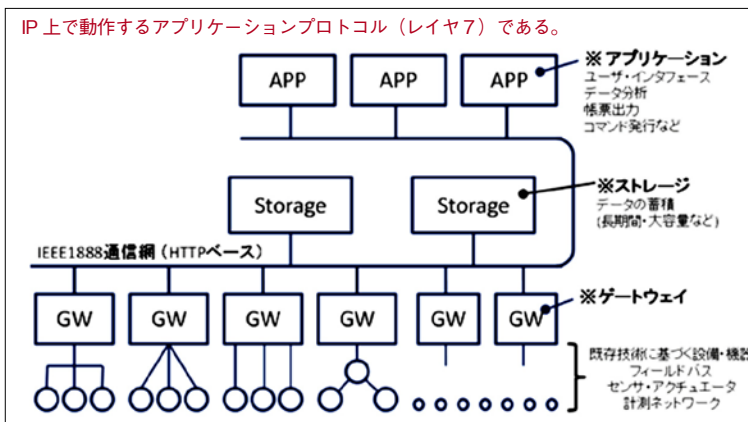 IP 上で動作するアプリケーションプロトコル（レイヤ７）である。
APP
APP
APP
※アプリケーション
ユーザ・インタフェース
データ分析
帳票出力
コマンド発行など
Storage
Storage
※ストレージ
データの蓄積
(長期間・大容量など)
IEEE1888通信網（HTTPベース）
GW
GW
GW
GW
GW
GW
※ゲートウェイ
既存技術に基づく設備・機器
フィールドバス
センサ・アクチュエータ
計測ネットワーク